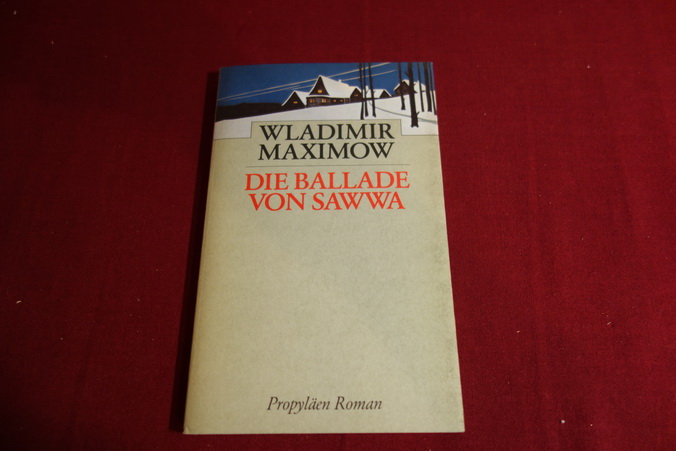 WLADIMIR
MAXIMOW
DIE BALLADE
VON SAWWA
Propyläen Roman